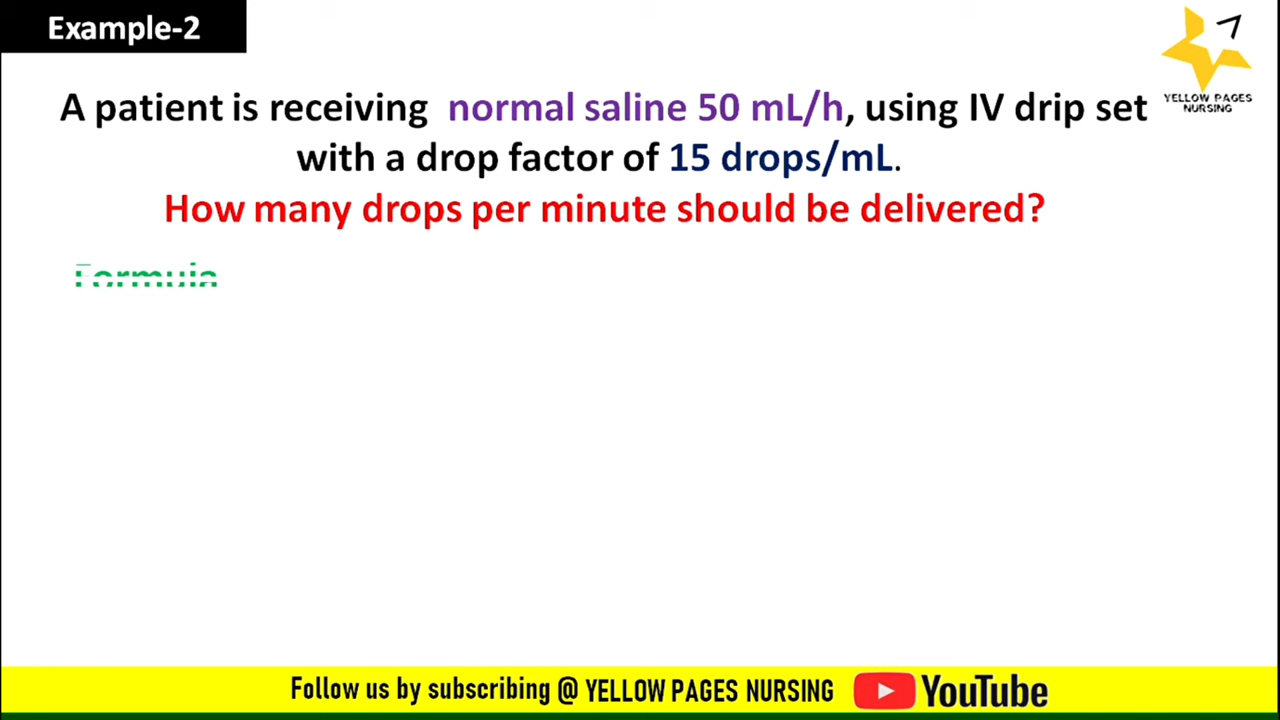 Example-2
YELLOW PAGES
NURSING
A patient is receiving normal saline 50 mL/h, using IV drip set
with a drop factor of 15 drops/mL.
How many drops per minute should be delivered?
Formula
Follow us by subscribing @ YELLOW PAGES NURSING YouTube